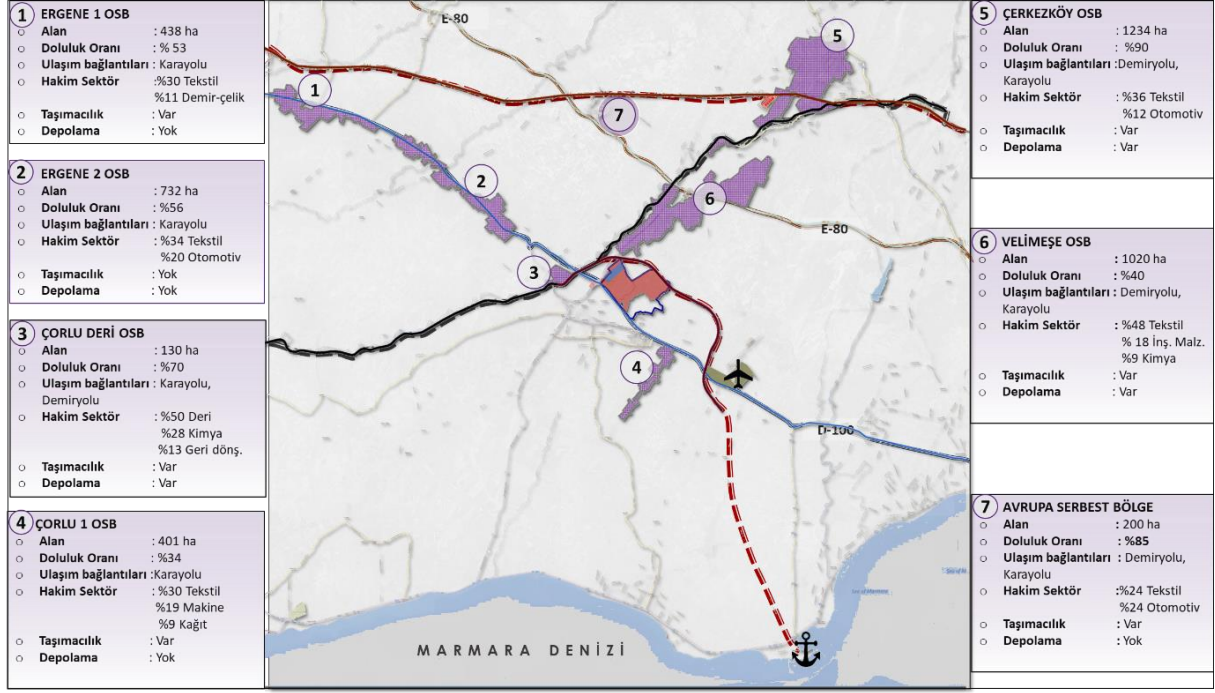 1 ERGENE 1 OSB
○ Alan : 438 ha
○ Doluluk Oranı : % 53
○ Ulaşım bağlantıları : Karayolu
○ Hakim Sektör :%30 Tekstil
%11 Demir-çelik
○ Taşımacılık : Var
○ Depolama : Yok
2 ERGENE 2 OSB
○ Alan : 732 ha
○ Doluluk Oranı : %56
○ Ulaşım bağlantıları : Karayolu
○ Hakim Sektör : %34 Tekstil
%20 Otomotiv
○ Taşımacılık : Yok
○ Depolama : Yok
3 ÇORLU DERİ OSB
○ Alan : 130 ha
○ Doluluk Oranı : %70
○ Ulaşım bağlantıları : Karayolu,
Demiryolu
○ Hakim Sektör : %50 Deri
%28 Kimya
%13 Geri dönş.
○ Taşımacılık : Var
○ Depolama : Var
4 ÇORLU 1 OSB
○ Alan : 401 ha
○ Doluluk Oranı : %34
○ Ulaşım bağlantıları :Karayolu
○ Hakim Sektör : %30 Tekstil
%19 Makine
%9 Kağıt
○ Taşımacılık : Var
○ Depolama : Yok
E-80
5
1
7
2
6
E-80
3
4
D-100
MARMARA DENİZİ
5 ÇERKEZKÖY OSB
○ Alan : 1234 ha
○ Doluluk Oranı : %90
○ Ulaşım bağlantıları :Demiryolu,
Karayolu
○ Hakim Sektör : %36 Tekstil
%12 Otomotiv
○ Taşımacılık : Var
○ Depolama : Var
6 VELİMEŞE OSB
○ Alan : 1020 ha
○ Doluluk Oranı : %40
○ Ulaşım bağlantıları : Demiryolu,
Karayolu
○ Hakim Sektör : %48 Tekstil
% 18 İnş. Malz.
%9 Kimya
○ Taşımacılık : Var
○ Depolama : Var
7 AVRUPA SERBEST BÖLGE
○ Alan : 200 ha
○ Doluluk Oranı : %85
○ Ulaşım bağlantıları : Demiryolu,
Karayolu
○ Hakim Sektör :%24 Tekstil
%24 Otomotiv
○ Taşımacılık : Var
○ Depolama : Yok